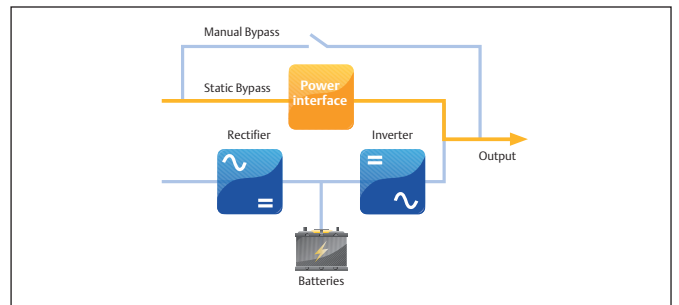 Manual Bypass
Static Bypass
Power
interface
Rectifier
Inverter
Output
Batteries